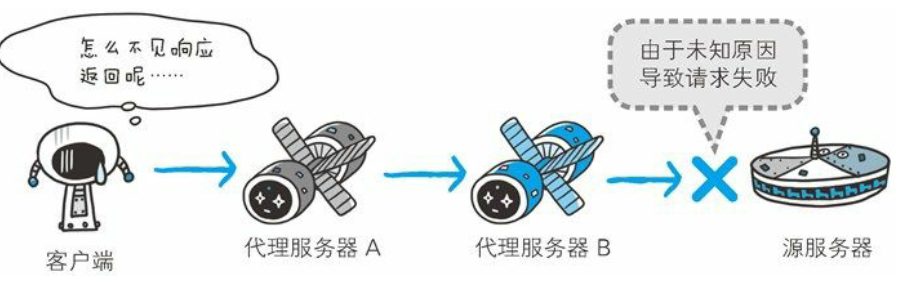 怎么不见响应
返回呢……
由于未知原因
导致请求失败
客户端
代理服务器 A
代理服务器 B
源服务器